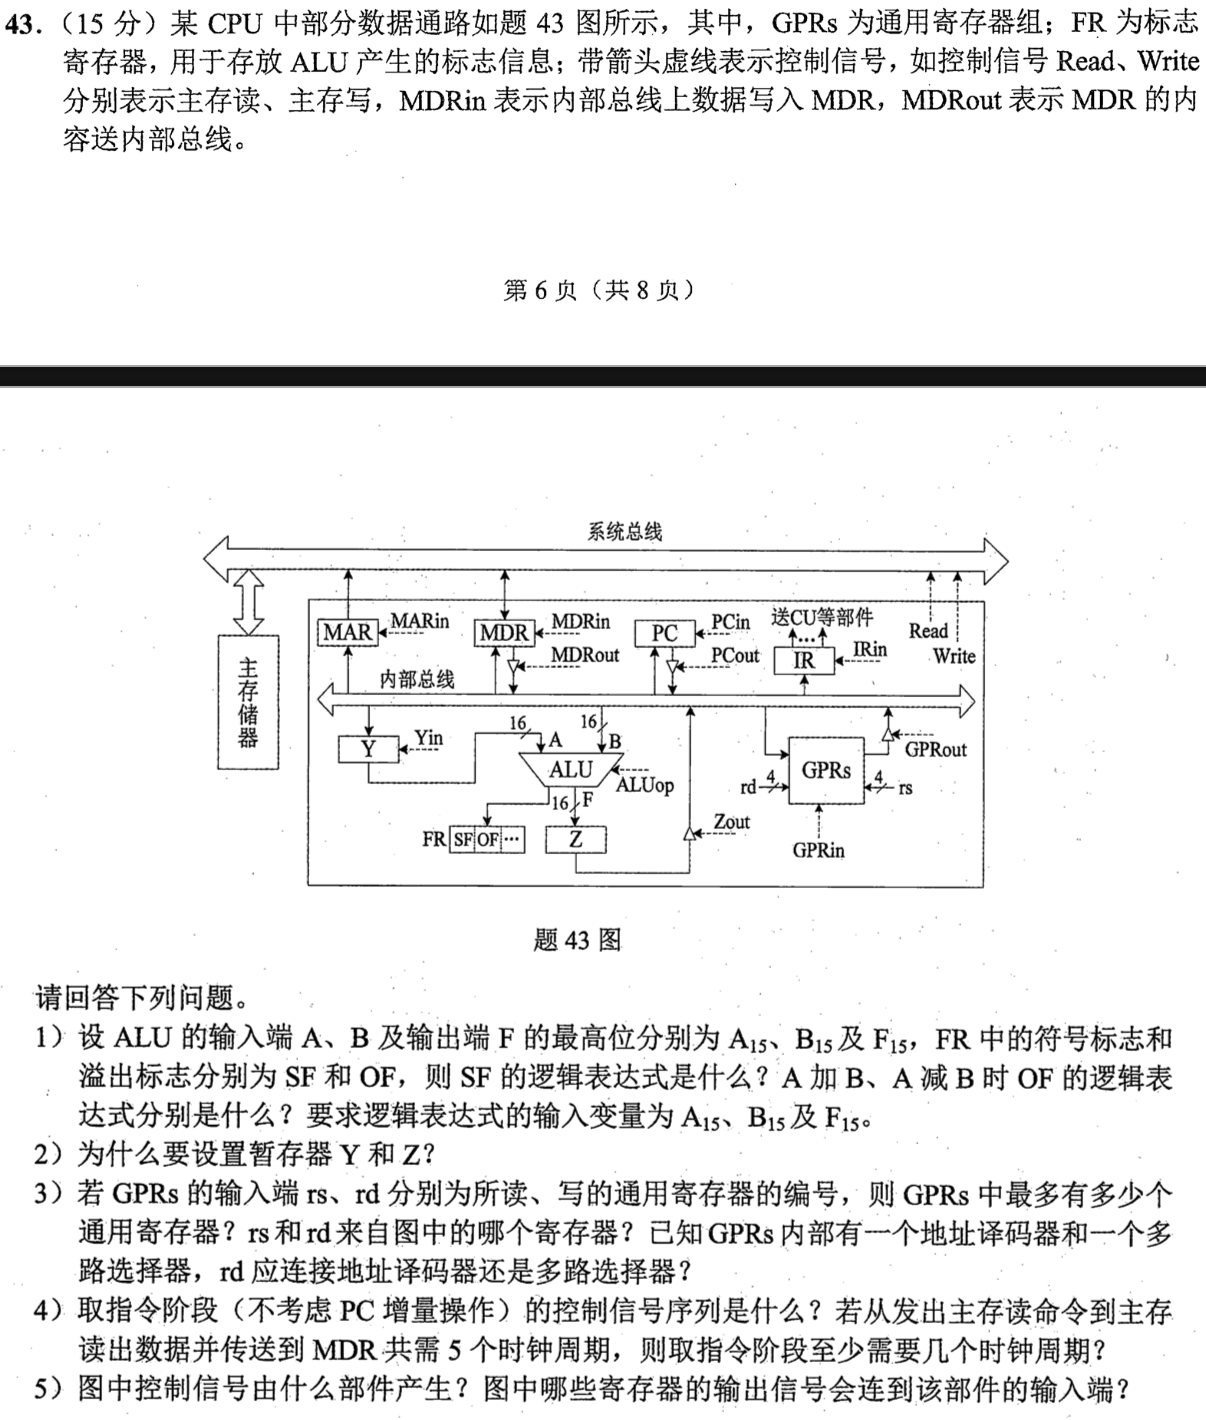 43.（15 分）某 CPU 中部分数据通路如题 43 图所示，其中，GPRs 为通用寄存器组；FR 为标志
寄存器，用于存放 ALU 产生的标志信息；带箭头虚线表示控制信号，如控制信号 Read、Write
分别表示主存读、主存写，MDRin 表示内部总线上数据写入 MDR，MDRout 表示 MDR 的内
容送内部总线。
第 6 页（共 8 页）
系统总线
MAR
MARin
MDR
MDRin
MDRout
PC
PCin
PCout
送CU等部件
...
IR
IRin
Read
Write
主存储器
内部总线
Y
Yin
16
A
16
B
ALU
ALUop
16
F
FR
SF
OF
...
Z
Zout
rd
4
GPRs
4
rs
GPRin
GPRout
题 43 图
请回答下列问题。
1）设 ALU 的输入端 A、B 及输出端 F 的最高位分别为 A₁₅、B₁₅及 F₁₅，FR 中的符号标志和
溢出标志分别为 SF 和 OF，则 SF 的逻辑表达式是什么？A 加 B、A 减 B 时 OF 的逻辑表
达式分别是什么？要求逻辑表达式的输入变量为 A₁₅、B₁₅及 F₁₅。
2）为什么要设置暂存器 Y 和 Z？
3）若 GPRs 的输入端 rs、rd 分别为所读、写的通用寄存器的编号，则 GPRs 中最多有多少个
通用寄存器？rs 和 rd 来自图中的哪个寄存器？已知 GPRs 内部有一个地址译码器和一个多
路选择器，rd 应连接地址译码器还是多路选择器？
4）取指令阶段（不考虑 PC 增量操作）的控制信号序列是什么？若从发出主存读命令到主存
读出数据并传送到 MDR 共需 5 个时钟周期，则取指令阶段至少需要几个时钟周期？
5）图中控制信号由什么部件产生？图中哪些寄存器的输出信号会连到该部件的输入端？